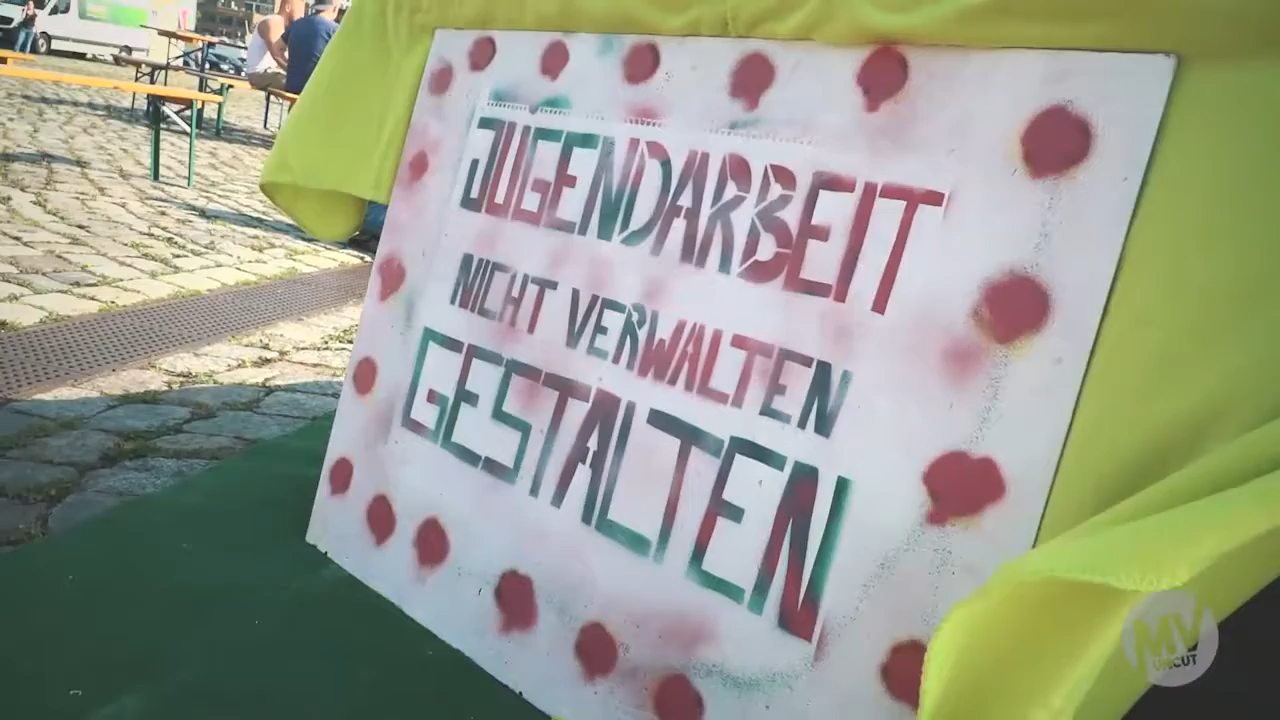 JUGENDARBEIT
NICHT VERWALTEN
GESTALTEN
MV
UNCUT